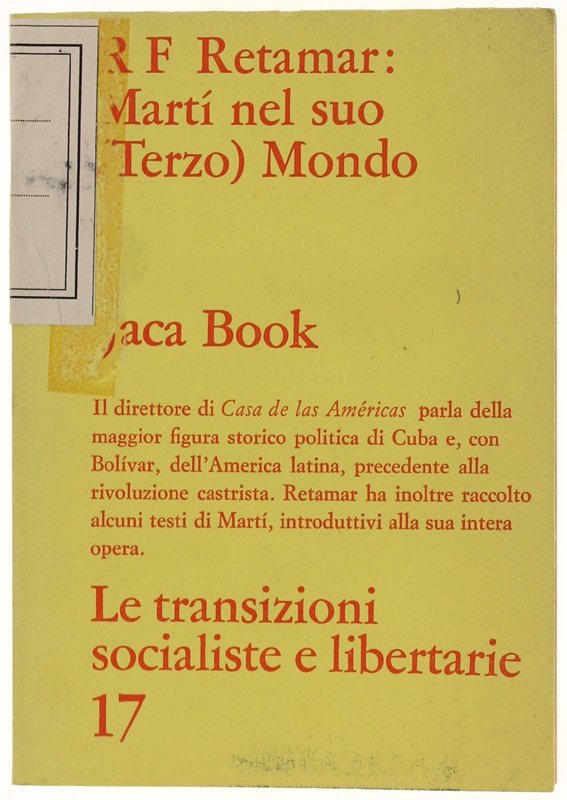 R F Retamar:
Martí nel suo
(Terzo) Mondo
Jaca Book
Il direttore di Casa de las Américas parla della
maggior figura storico politica di Cuba e, con
Bolívar, dell'America latina, precedente alla
rivoluzione castrista. Retamar ha inoltre raccolto
alcuni testi di Martí, introduttivi alla sua intera
opera.
Le transizioni
socialiste e libertarie
17